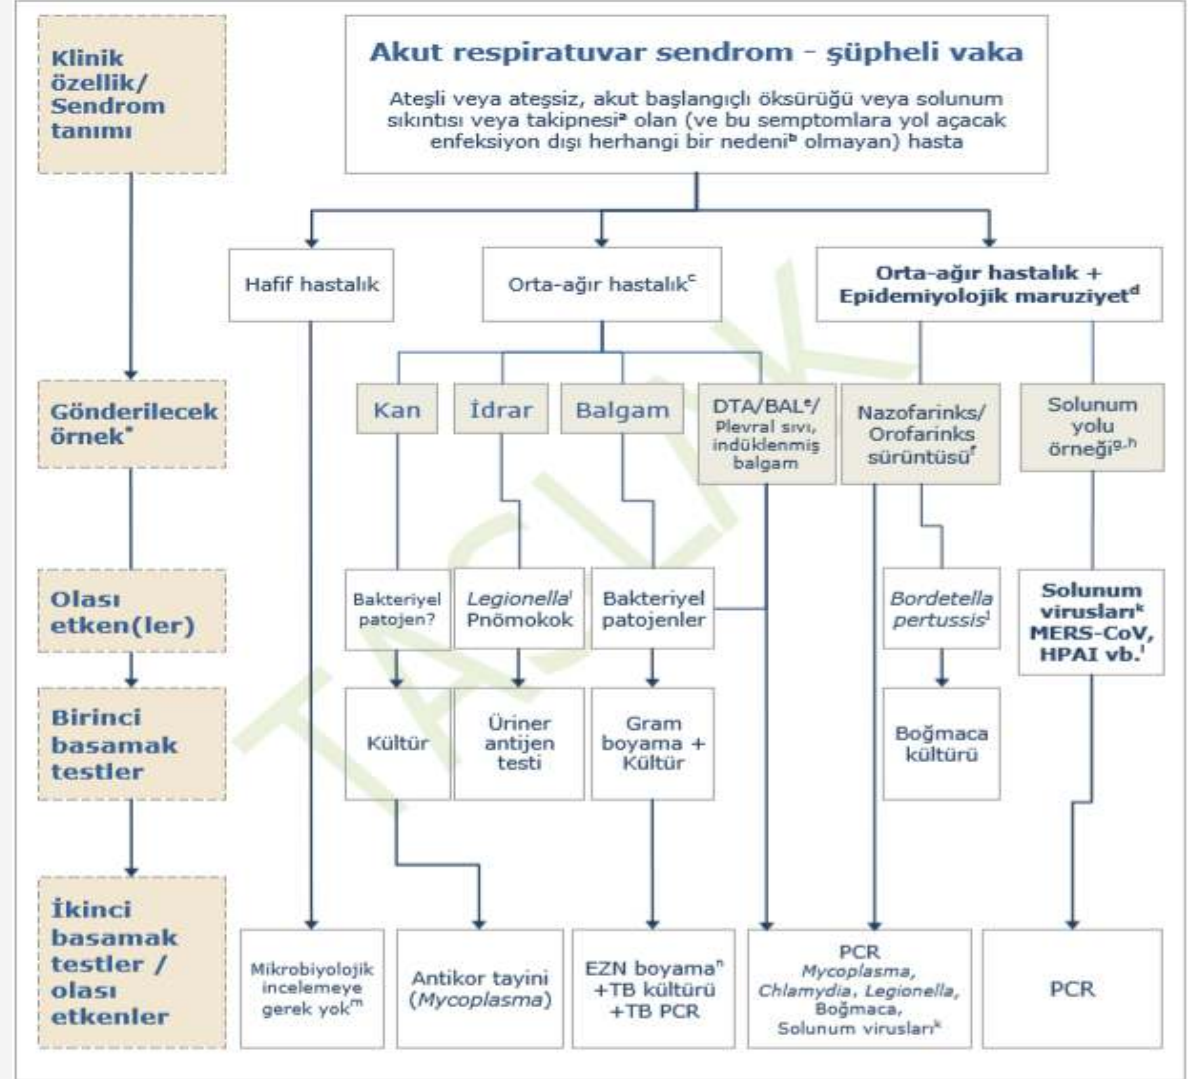 Klinik
özellik/
Sendrom
tanımı
Akut respiratuvar sendrom - şüpheli vaka
Ateşli veya ateşsiz, akut başlangıçlı öksürüğü veya solunum
sıkıntısı veya takipnesiᵃ olan (ve bu semptomlara yol açacak
enfeksiyon dışı herhangi bir nedeniᵇ olmayan) hasta
Hafif hastalık
Orta-ağır hastalıkᶜ
Orta-ağır hastalık +
Epidemiyolojik maruziyetᵈ
Gönderilecek
örnek*
Kan
İdrar
Balgam
DTA/BALᵉ/
Plevral sıvı,
indüklenmiş
balgam
Nazofarinks/
Orofarinks
sürüntüsüᶠ
Solunum
yolu
örneğiᵍ·ʰ
Olası
etken(ler)
Bakteriyel
patojen?
Legionellaⁱ
Pnömokok
Bakteriyel
patojenler
Bordetella
pertussisʲ
Solunum
viruslarıᵏ
MERS-CoV,
HPAI vb.ˡ
Birinci
basamak
testler
Kültür
Üriner
antijen
testi
Gram
boyama +
Kültür
Boğmaca
kültürü
İkinci
basamak
testler /
olası
etkenler
Mikrobiyolojik
incelemeye
gerek yokᵐ
Antikor tayini
(Mycoplasma)
EZN boyamaⁿ
+TB kültürü
+TB PCR
PCR
Mycoplasma,
Chlamydia, Legionella,
Boğmaca,
Solunum viruslarıᵏ
PCR
TASLAK